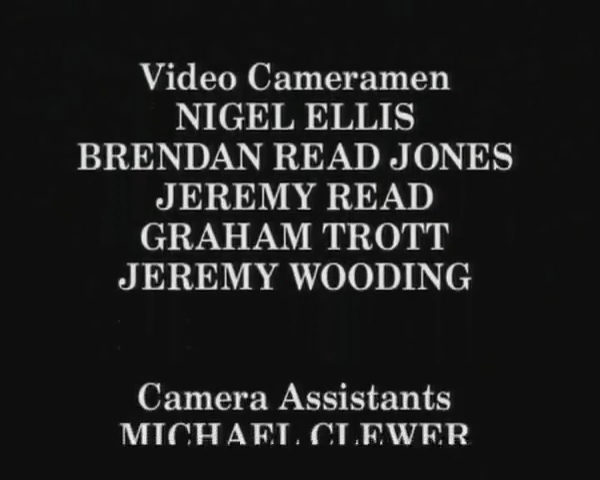 Video Cameramen
NIGEL ELLIS
BRENDAN READ JONES
JEREMY READ
GRAHAM TROTT
JEREMY WOODING
Camera Assistants
MICHAEL CLEWER